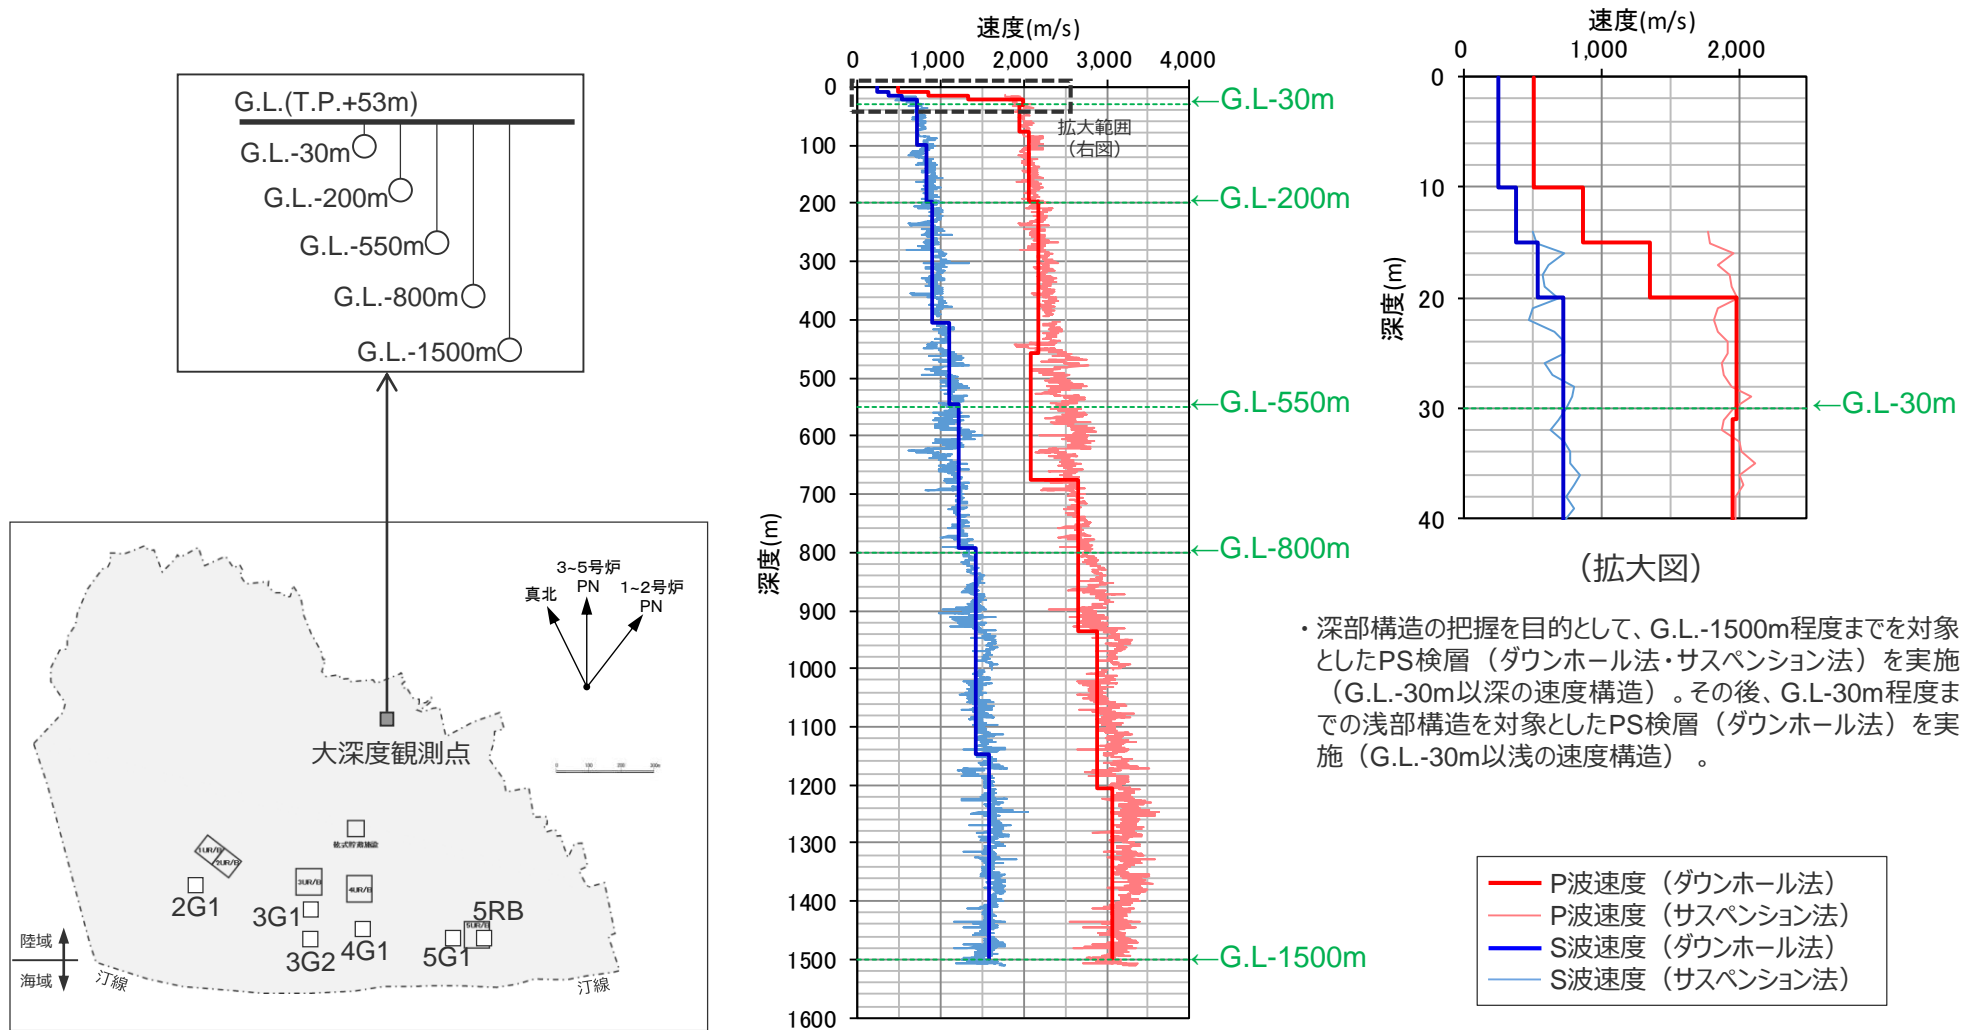 G.L.(T.P.+53m)
G.L.-30m
G.L.-200m
G.L.-550m
G.L.-800m
G.L.-1500m
真北
3~5号炉
PN
1~2号炉
PN
大深度観測点
0 100 200 300m
1UR/B
2UR/B
3UR/B
4UR/B
5UR/B
2G1
3G1
3G2
4G1
5G1
5RB
陸域
海域
汀線
汀線
速度(m/s)
0 1,000 2,000 3,000 4,000
深度(m)
0
100
200
300
400
500
600
700
800
900
1000
1100
1200
1300
1400
1500
1600
拡大範囲
(右図)
←G.L-30m
←G.L-200m
←G.L-550m
←G.L-800m
←G.L-1500m
速度(m/s)
0 1,000 2,000
深度(m)
0
10
20
30
40
←G.L-30m
(拡大図)
・深部構造の把握を目的として、G.L.-1500m程度までを対象
としたPS検層(ダウンホール法・サスペンション法)を実施
(G.L.-30m以深の速度構造)。その後、G.L-30m程度ま
での浅部構造を対象としたPS検層(ダウンホール法)を実
施(G.L.-30m以浅の速度構造)。
P波速度(ダウンホール法)
P波速度(サスペンション法)
S波速度(ダウンホール法)
S波速度(サスペンション法)